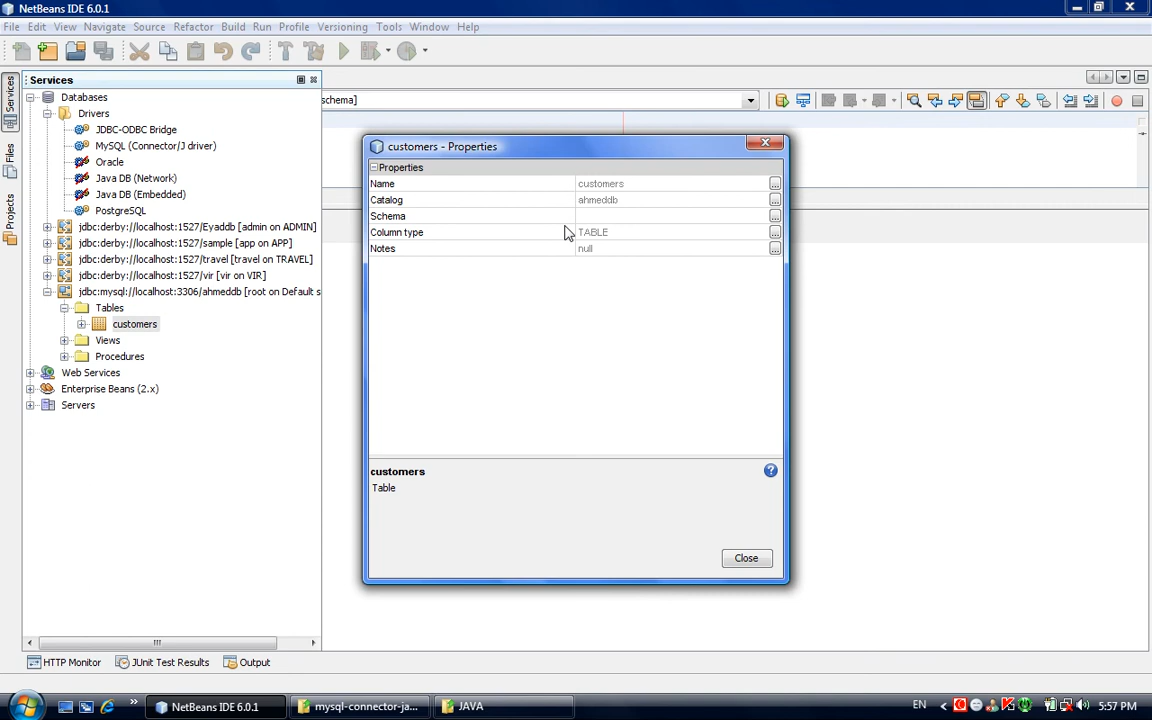 NetBeans IDE 6.0.1
File Edit View Navigate Source Refactor Build Run Profile Versioning Tools Window Help
Services
Services
Files
Projects
schema]
Databases
Drivers
JDBC-ODBC Bridge
MySQL (Connector/J driver)
Oracle
Java DB (Network)
Java DB (Embedded)
PostgreSQL
jdbc:derby://localhost:1527/Eyaddb [admin on ADMIN]
jdbc:derby://localhost:1527/sample [app on APP]
jdbc:derby://localhost:1527/travel [travel on TRAVEL]
jdbc:derby://localhost:1527/vir [vir on VIR]
jdbc:mysql://localhost:3306/ahmeddb [root on Default s
Tables
customers
Views
Procedures
Web Services
Enterprise Beans (2.x)
Servers
customers - Properties
Properties
Name customers ...
Catalog ahmeddb ...
Schema ...
Column type TABLE ...
Notes null ...
customers
Table
Close
HTTP Monitor JUnit Test Results Output
NetBeans IDE 6.0.1 mysql-connector-ja... JAVA EN 5:57 PM